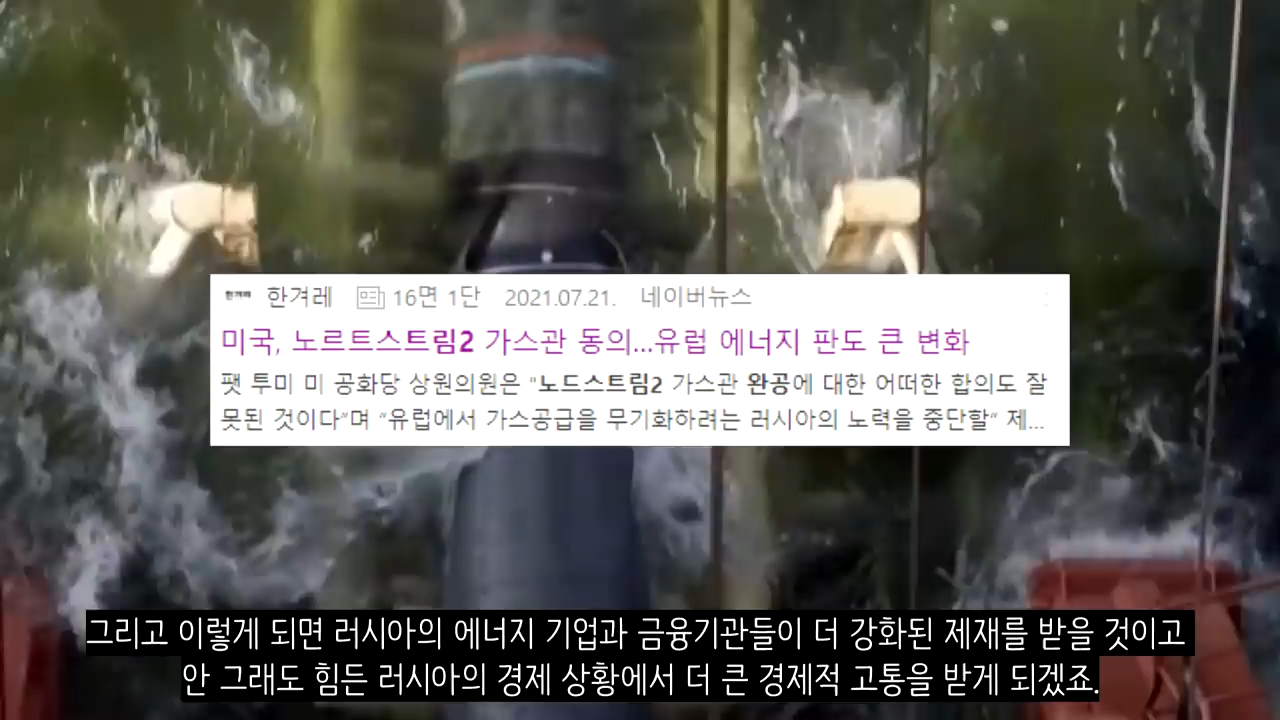 한겨레 한겨레 16면 1단 2021.07.21. 네이버뉴스
미국, 노르트스트림2 가스관 동의...유럽 에너지 판도 큰 변화
팻 투미 미 공화당 상원의원은 "노드스트림2 가스관 완공에 대한 어떠한 합의도 잘
못된 것이다"며 "유럽에서 가스공급을 무기화하려는 러시아의 노력을 중단할" 제...
그리고 이렇게 되면 러시아의 에너지 기업과 금융기관들이 더 강화된 제재를 받을 것이고
안 그래도 힘든 러시아의 경제 상황에서 더 큰 경제적 고통을 받게 되겠죠.